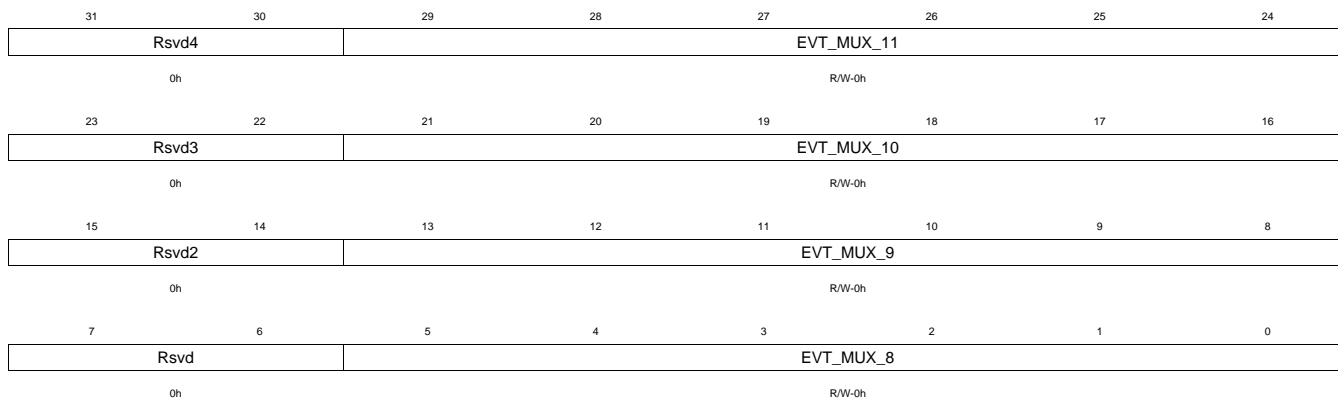 31 30 29 28 27 26 25 24
Rsvd4 EVT_MUX_11
0h R/W-0h
23 22 21 20 19 18 17 16
Rsvd3 EVT_MUX_10
0h R/W-0h
15 14 13 12 11 10 9 8
Rsvd2 EVT_MUX_9
0h R/W-0h
7 6 5 4 3 2 1 0
Rsvd EVT_MUX_8
0h R/W-0h